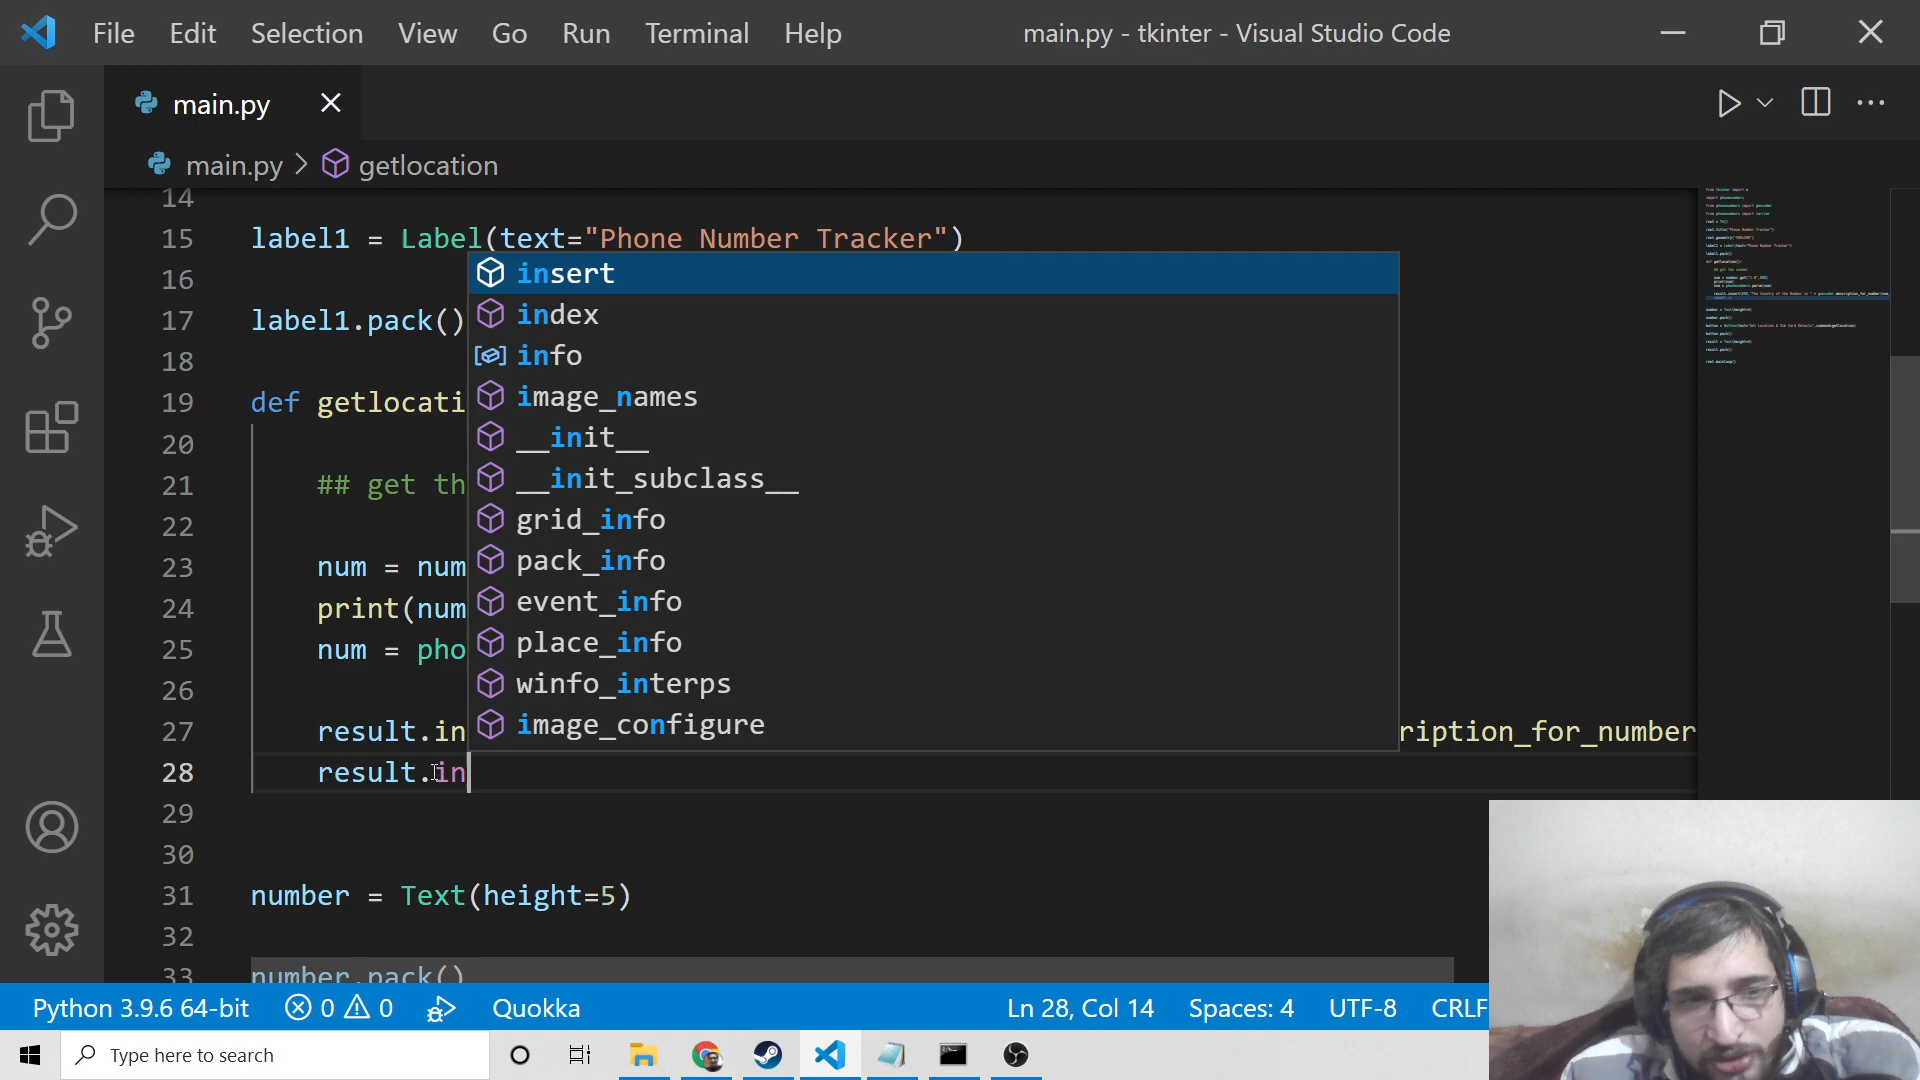 File Edit Selection View Go Run Terminal Help main.py - tkinter - Visual Studio Code
main.py
main.py > getlocation
14
15 label1 = Label(text="Phone Number Tracker")
16
17 label1.pack()
18
19 def getlocati
20
21 ## get th
22
23 num = num
24 print(num
25 num = pho
26
27 result.in
ription_for_number
28 result.in
29
30
31 number = Text(height=5)
32
33 number.pack()
insert
index
info
image_names
__init__
__init_subclass__
grid_info
pack_info
event_info
place_info
winfo_interps
image_configure
Python 3.9.6 64-bit 0 0 Quokka Ln 28, Col 14 Spaces: 4 UTF-8 CRLF
Type here to search